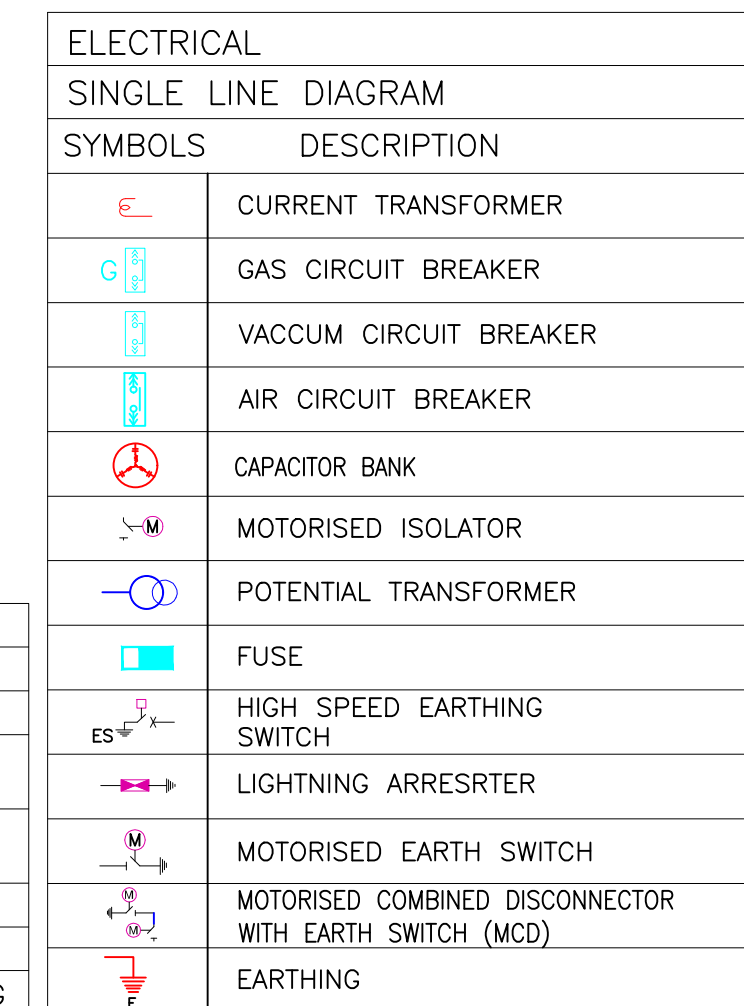 ELECTRICAL
SINGLE LINE DIAGRAM
SYMBOLS DESCRIPTION
CURRENT TRANSFORMER
G GAS CIRCUIT BREAKER
VACCUM CIRCUIT BREAKER
AIR CIRCUIT BREAKER
CAPACITOR BANK
M MOTORISED ISOLATOR
POTENTIAL TRANSFORMER
FUSE
HIGH SPEED EARTHING
ES SWITCH
LIGHTNING ARRESRTER
M MOTORISED EARTH SWITCH
M MOTORISED COMBINED DISCONNECTOR
M WITH EARTH SWITCH (MCD)
EARTHING
E
G